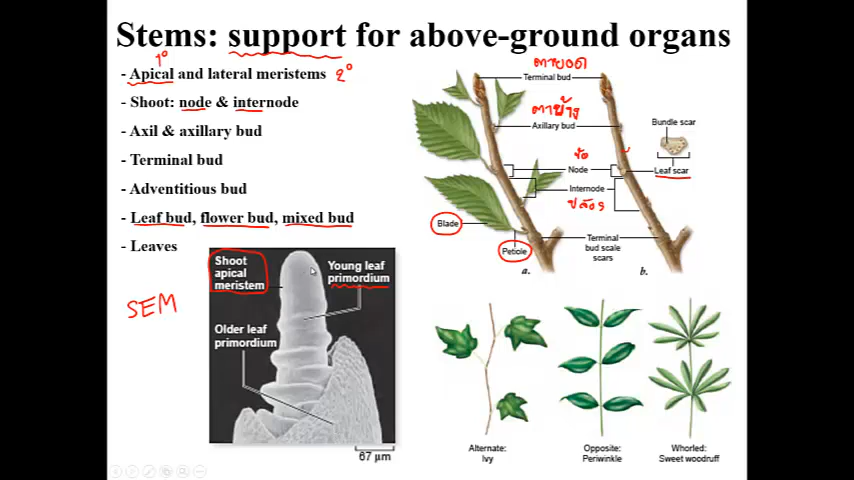 Stems: support for above-ground organs
1°
- Apical and lateral meristems 2°
- Shoot: node & internode
- Axil & axillary bud
- Terminal bud
- Adventitious bud
- Leaf bud, flower bud, mixed bud
- Leaves
SEM
Shoot
apical
meristem
Young leaf
primordium
Older leaf
primordium
67 µm
ตายอด
Terminal bud
ตาข้าง
Axillary bud
ข้อ
Node
Internode
ปล้อง
Blade
Petiole
Terminal
bud scale
scars
Bundle scar
Leaf scar
a.
b.
Alternate:
Ivy
Opposite:
Periwinkle
Whorled:
Sweet woodruff